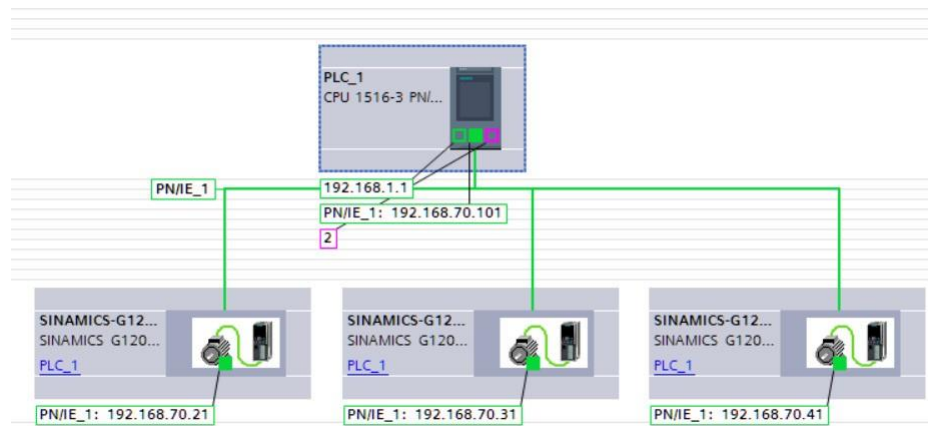 PLC_1
CPU 1516-3 PN/...
PN/IE_1
192.168.1.1
PN/IE_1: 192.168.70.101
2
SINAMICS-G12...
SINAMICS G120...
PLC_1
PN/IE_1: 192.168.70.21
SINAMICS-G12...
SINAMICS G120...
PLC_1
PN/IE_1: 192.168.70.31
SINAMICS-G12...
SINAMICS G120...
PLC_1
PN/IE_1: 192.168.70.41